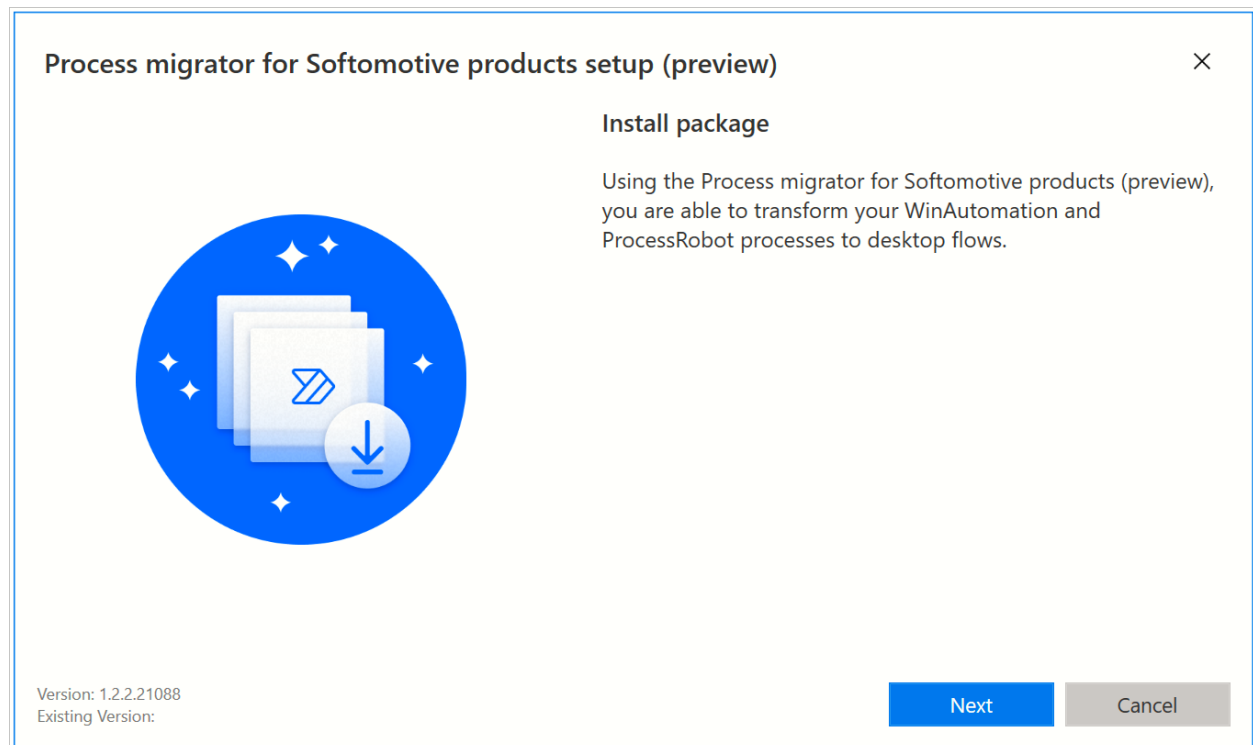 Process migrator for Softomotive products setup (preview)
Install package
Using the Process migrator for Softomotive products (preview),
you are able to transform your WinAutomation and
ProcessRobot processes to desktop flows.
Version: 1.2.2.21088
Existing Version:
Next
Cancel